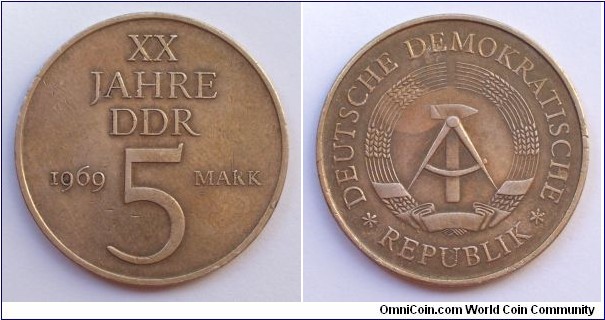 XX
JAHRE
DDR
1969 5 MARK
DEUTSCHE DEMOKRATISCHE
* REPUBLIK *
OmniCoin.com World Coin Community